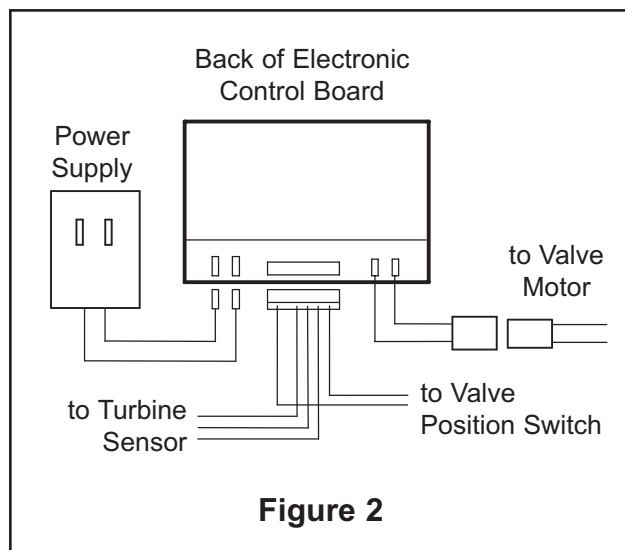 Back of Electronic
Control Board
Power
Supply
to Valve
Motor
to Turbine
Sensor
to Valve
Position Switch
Figure 2